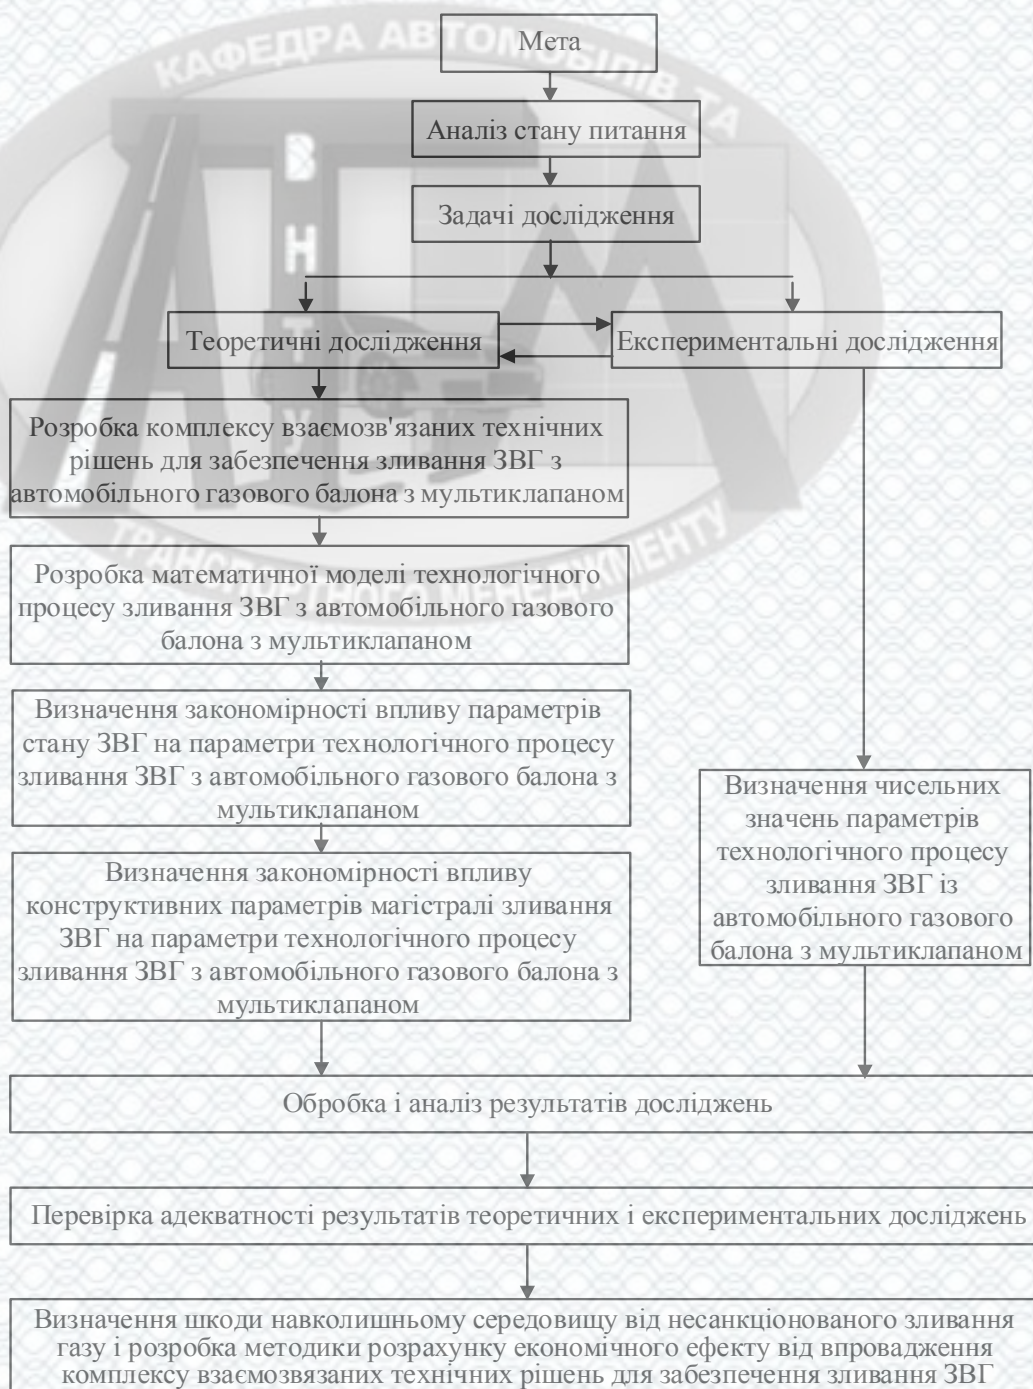 КАФЕДРА АВТОМОБІЛІВ ТА
ТРАНСПОРТНОГО МЕНЕДЖМЕНТУ
ВНТУ
Мета
Аналіз стану питання
Задачі дослідження
Теоретичні дослідження
Експериментальні дослідження
Розробка комплексу взаємозв'язаних технічних
рішень для забезпечення зливання ЗВГ з
автомобільного газового балона з мультиклапаном
Розробка математичної моделі технологічного
процесу зливання ЗВГ з автомобільного газового
балона з мультиклапаном
Визначення закономірності впливу параметрів
стану ЗВГ на параметри технологічного процесу
зливання ЗВГ з автомобільного газового балона з
мультиклапаном
Визначення закономірності впливу
конструктивних параметрів магістралі зливання
ЗВГ на параметри технологічного процесу
зливання ЗВГ з автомобільного газового балона з
мультиклапаном
Визначення чисельних
значень параметрів
технологічного процесу
зливання ЗВГ із
автомобільного газового
балона з мультиклапаном
Обробка і аналіз результатів досліджень
Перевірка адекватності результатів теоретичних і експериментальних досліджень
Визначення шкоди навколишньому середовищу від несанкціонованого зливання
газу і розробка методики розрахунку економічного ефекту від впровадження
комплексу взаємозвязаних технічних рішень для забезпечення зливання ЗВГ